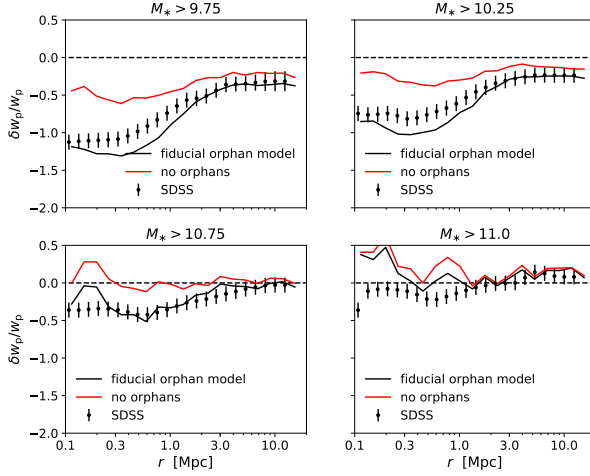 M* > 9.75
M* > 10.25
0.5
0.0
−0.5
−1.0
−1.5
−2.0
δwp/wp
fiducial orphan model
no orphans
SDSS
fiducial orphan model
no orphans
SDSS
M* > 10.75
M* > 11.0
0.5
0.0
−0.5
−1.0
−1.5
−2.0
δwp/wp
fiducial orphan model
no orphans
SDSS
fiducial orphan model
no orphans
SDSS
0.1 0.3 1.0 3.0 10.0
r [Mpc]
0.1 0.3 1.0 3.0 10.0
r [Mpc]